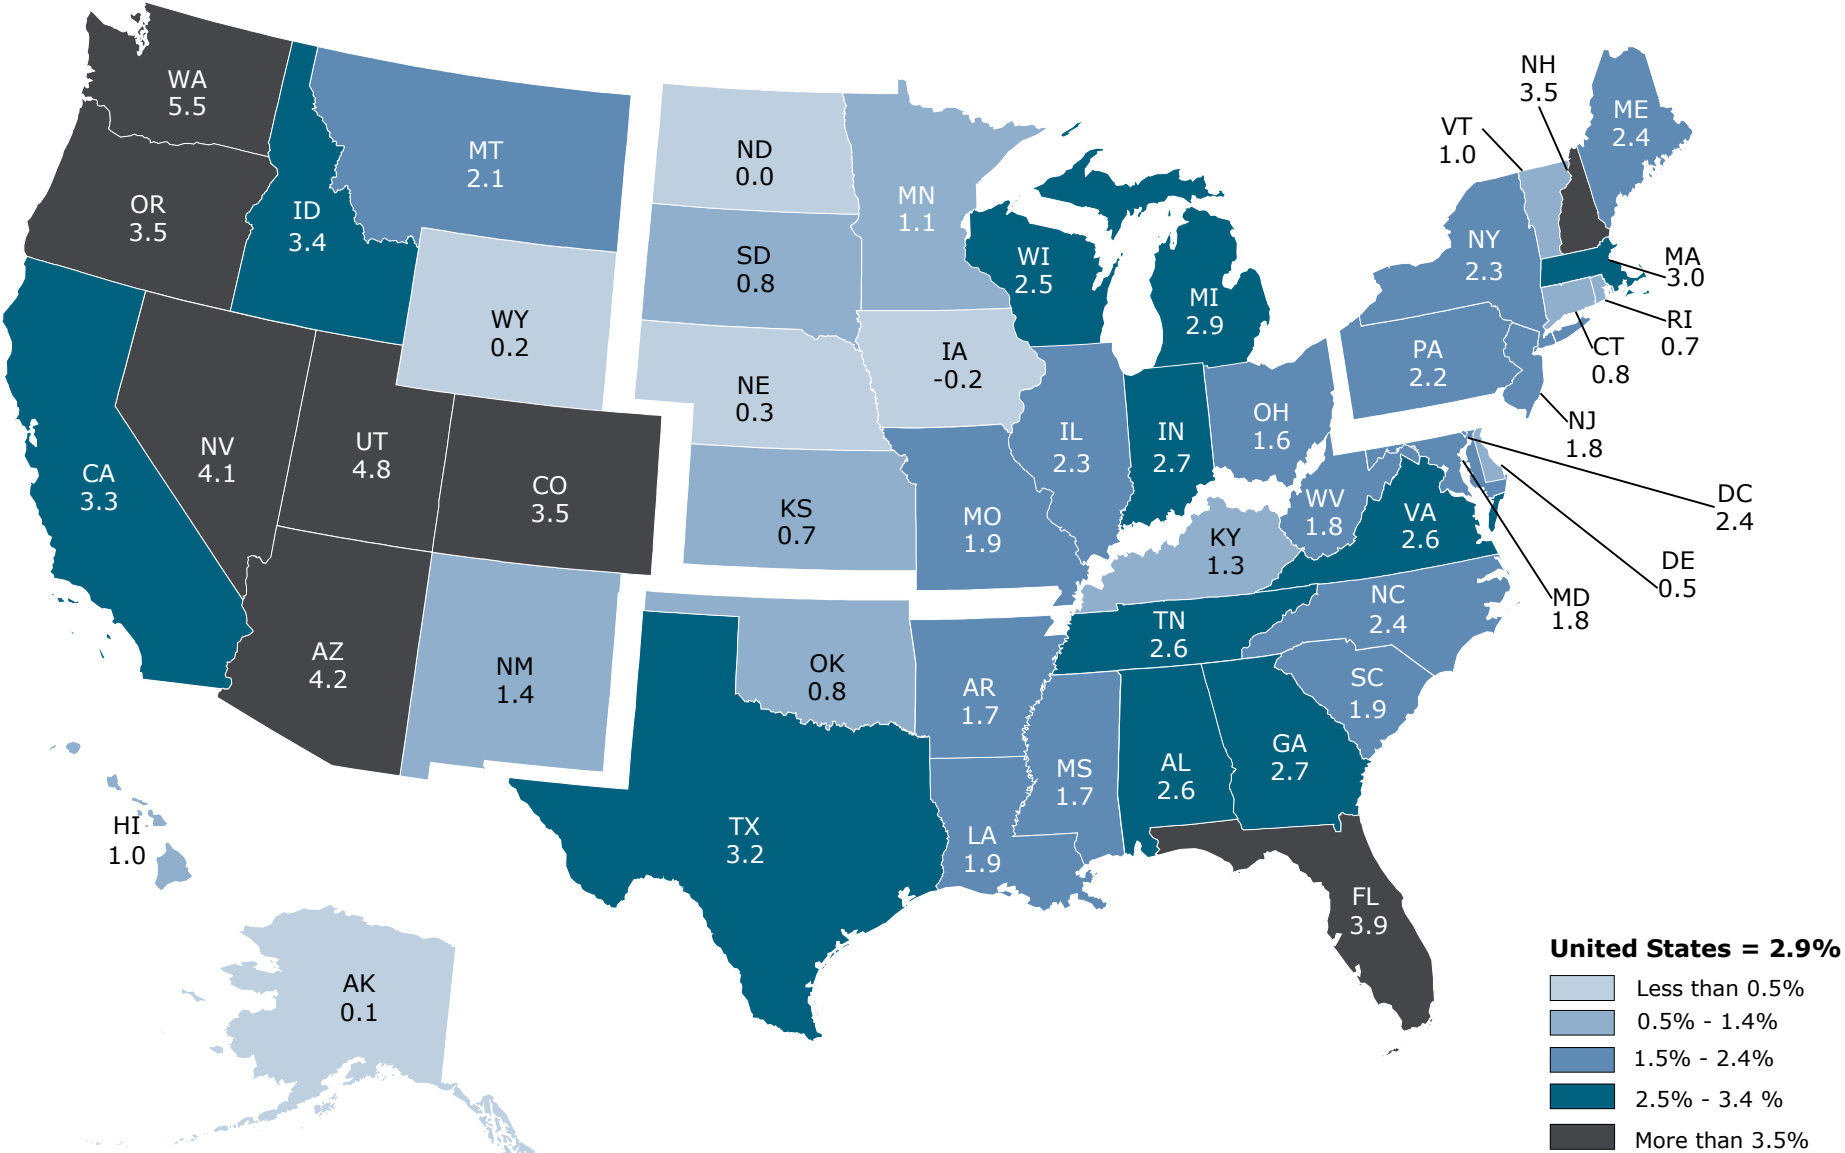 WA
5.5
OR
3.5
ID
3.4
MT
2.1
WY
0.2
CA
3.3
NV
4.1
UT
4.8
CO
3.5
AZ
4.2
NM
1.4
ND
0.0
SD
0.8
NE
0.3
KS
0.7
OK
0.8
TX
3.2
MN
1.1
IA
-0.2
MO
1.9
AR
1.7
LA
1.9
WI
2.5
MI
2.9
IL
2.3
IN
2.7
OH
1.6
KY
1.3
TN
2.6
MS
1.7
AL
2.6
GA
2.7
FL
3.9
SC
1.9
NC
2.4
VA
2.6
WV
1.8
PA
2.2
NY
2.3
VT
1.0
NH
3.5
ME
2.4
MA
3.0
RI
0.7
CT
0.8
NJ
1.8
DC
2.4
DE
0.5
MD
1.8
HI
1.0
AK
0.1
United States = 2.9%
Less than 0.5%
0.5% - 1.4%
1.5% - 2.4%
2.5% - 3.4 %
More than 3.5%